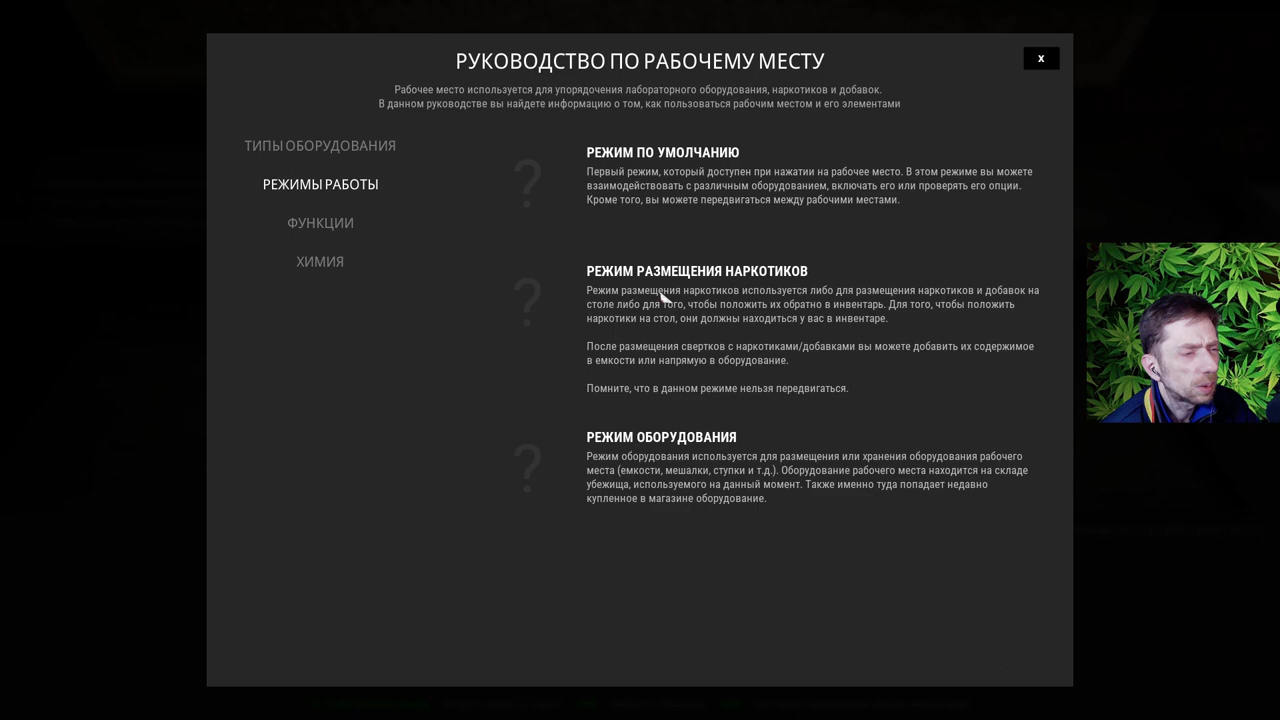 РУКОВОДСТВО ПО РАБОЧЕМУ МЕСТУ
x
Рабочее место используется для упорядочения лабораторного оборудования, наркотиков и добавок.
В данном руководстве вы найдете информацию о том, как пользоваться рабочим местом и его элементами
ТИПЫ ОБОРУДОВАНИЯ
РЕЖИМЫ РАБОТЫ
ФУНКЦИИ
ХИМИЯ
?
РЕЖИМ ПО УМОЛЧАНИЮ
Первый режим, который доступен при нажатии на рабочее место. В этом режиме вы можете
взаимодействовать с различным оборудованием, включать его или проверять его опции.
Кроме того, вы можете передвигаться между рабочими местами.
?
РЕЖИМ РАЗМЕЩЕНИЯ НАРКОТИКОВ
Режим размещения наркотиков используется либо для размещения наркотиков и добавок на
столе либо для того, чтобы положить их обратно в инвентарь. Для того, чтобы положить
наркотики на стол, они должны находиться у вас в инвентаре.
После размещения свертков с наркотиками/добавками вы можете добавить их содержимое
в емкости или напрямую в оборудование.
Помните, что в данном режиме нельзя передвигаться.
?
РЕЖИМ ОБОРУДОВАНИЯ
Режим оборудования используется для размещения или хранения оборудования рабочего
места (емкости, мешалки, ступки и т.д.). Оборудование рабочего места находится на складе
убежища, используемого на данный момент. Также именно туда попадает недавно
купленное в магазине оборудование.